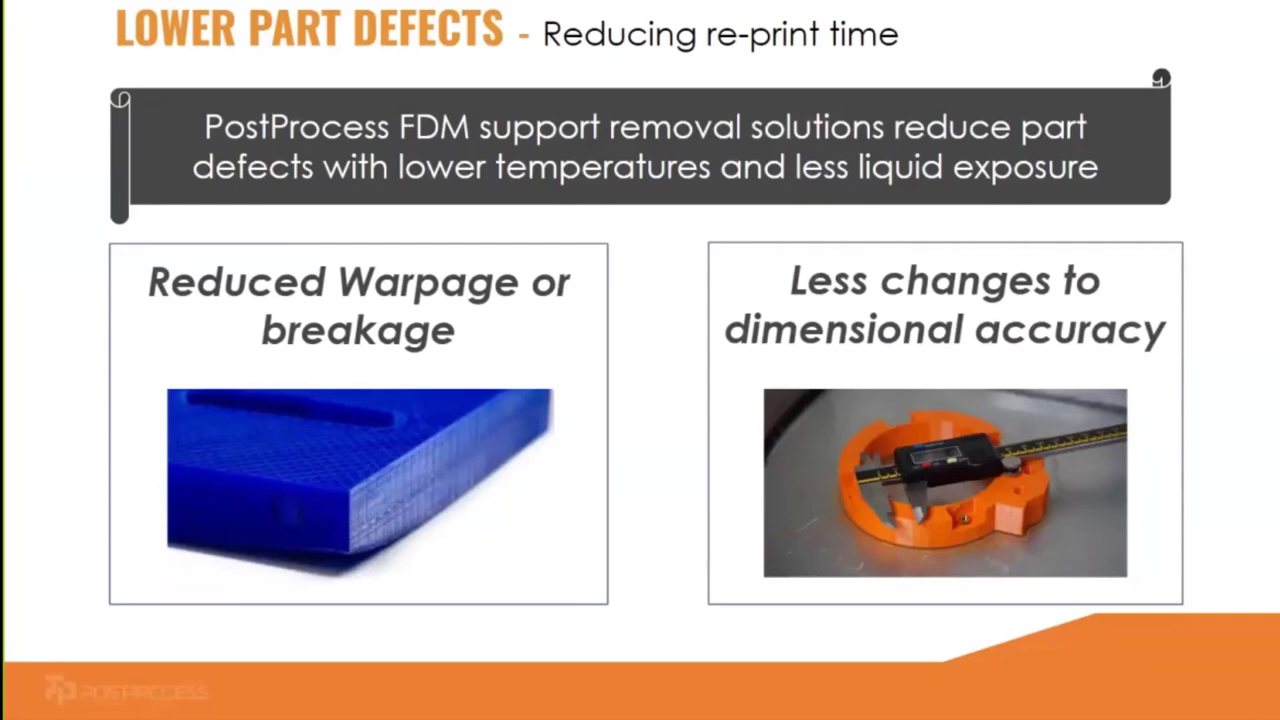 LOWER PART DEFECTS - Reducing re-print time
PostProcess FDM support removal solutions reduce part
defects with lower temperatures and less liquid exposure
Reduced Warpage or
breakage
Less changes to
dimensional accuracy
POSTPROCESS